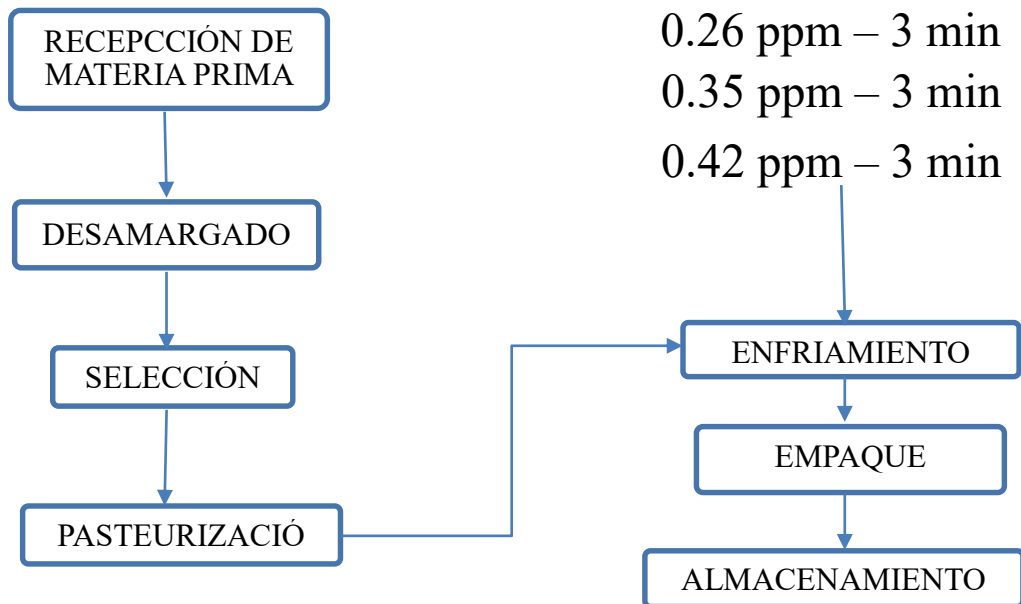 RECEPCCIÓN DE
MATERIA PRIMA
DESAMARGADO
SELECCIÓN
PASTEURIZACIÓ
0.26 ppm – 3 min
0.35 ppm – 3 min
0.42 ppm – 3 min
ENFRIAMIENTO
EMPAQUE
ALMACENAMIENTO